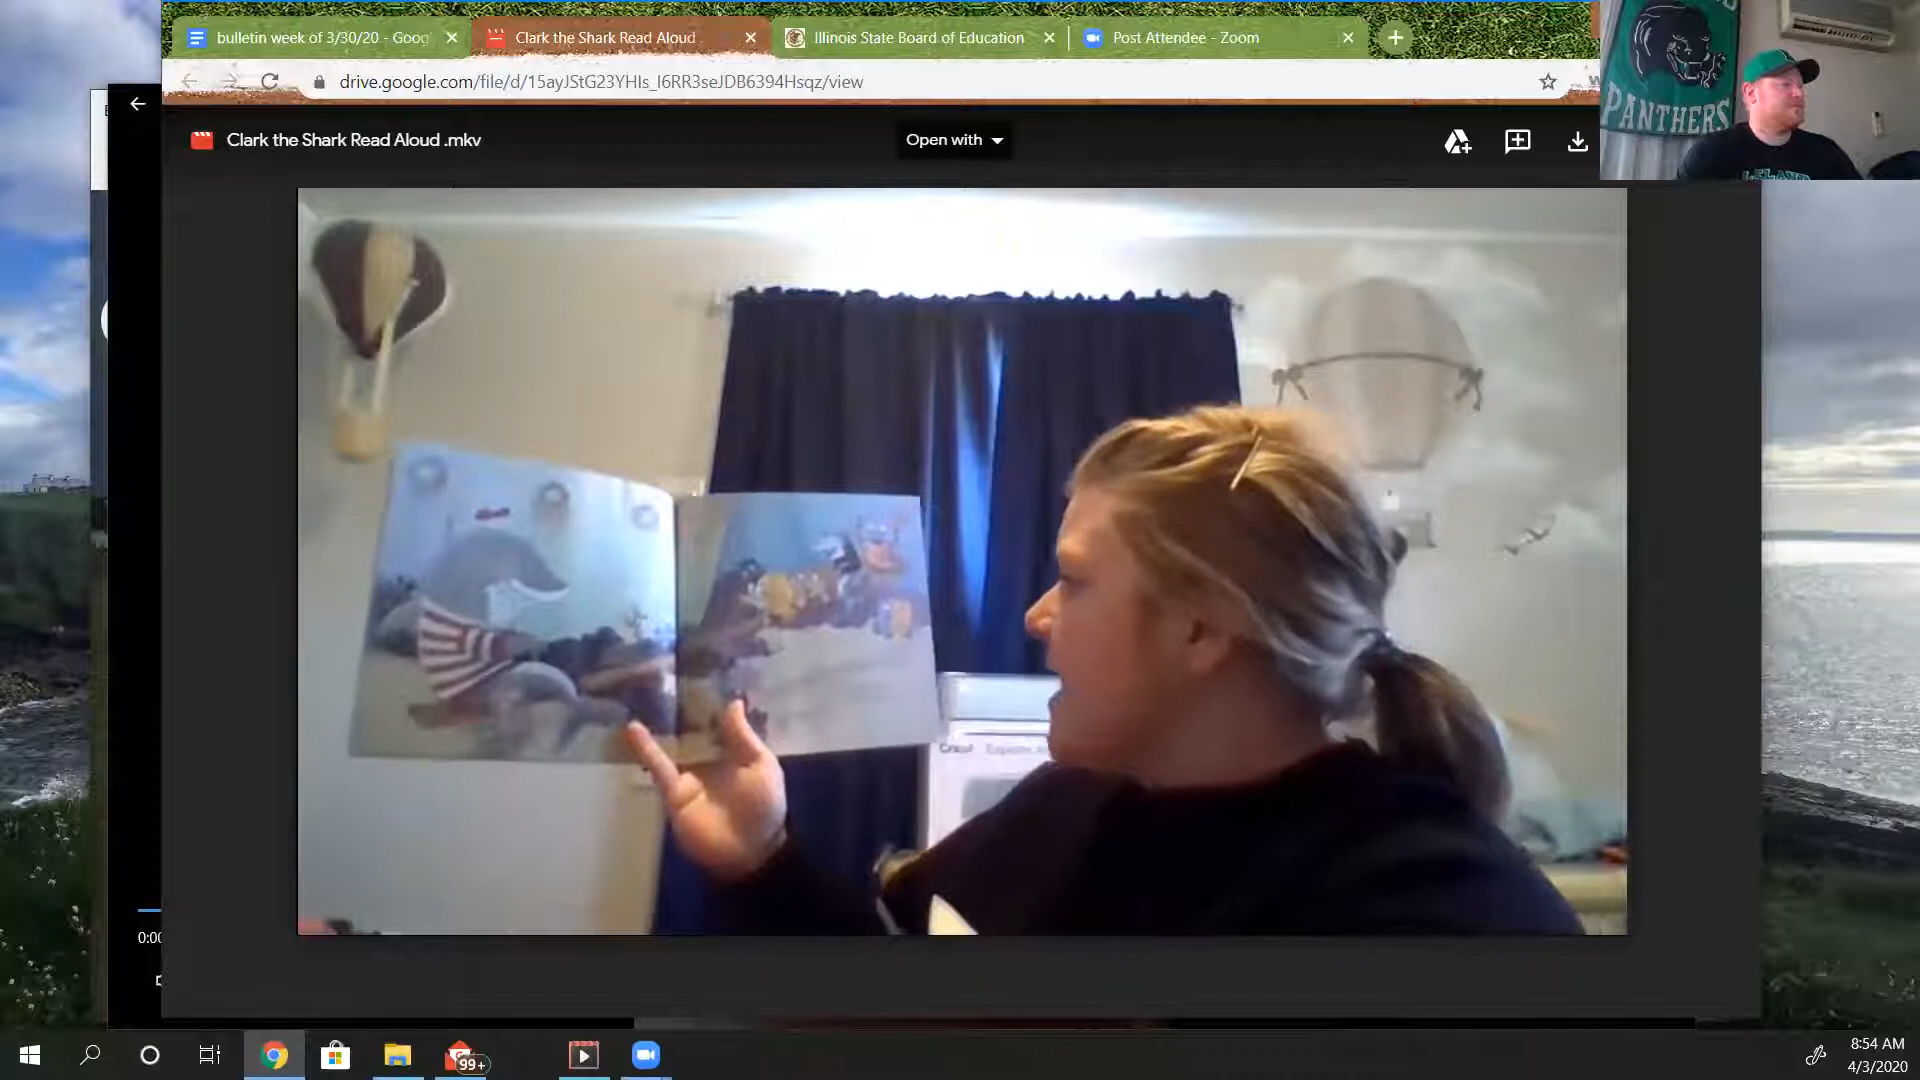 bulletin week of 3/30/20 - Goog
Clark the Shark Read Aloud
Illinois State Board of Education
Post Attendee - Zoom
drive.google.com/file/d/15ayJStG23YHIs_I6RR3seJDB6394Hsqz/view
Clark the Shark Read Aloud .mkv
Open with
PANTHERS
LELAND
Cricut
0:00
99+
8:54 AM
4/3/2020